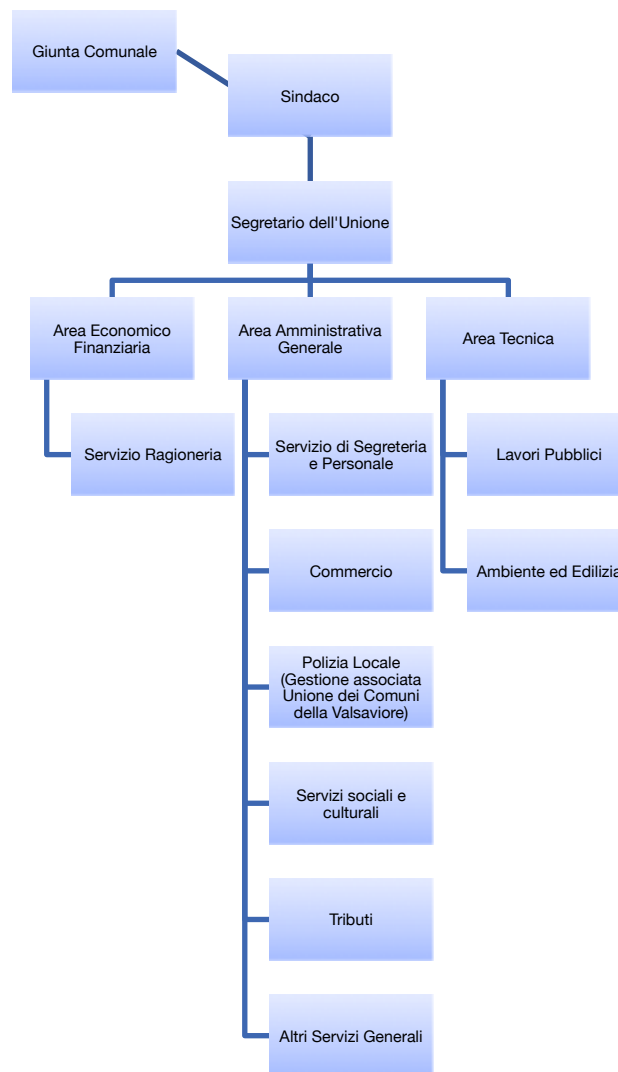 Giunta Comunale
Sindaco
Segretario dell'Unione
Area Economico
Finanziaria
Area Amministrativa
Generale
Area Tecnica
Servizio Ragioneria
Servizio di Segreteria
e Personale
Lavori Pubblici
Commercio
Ambiente ed Edilizia
Polizia Locale
(Gestione associata
Unione dei Comuni
della Valsaviore)
Servizi sociali e
culturali
Tributi
Altri Servizi Generali